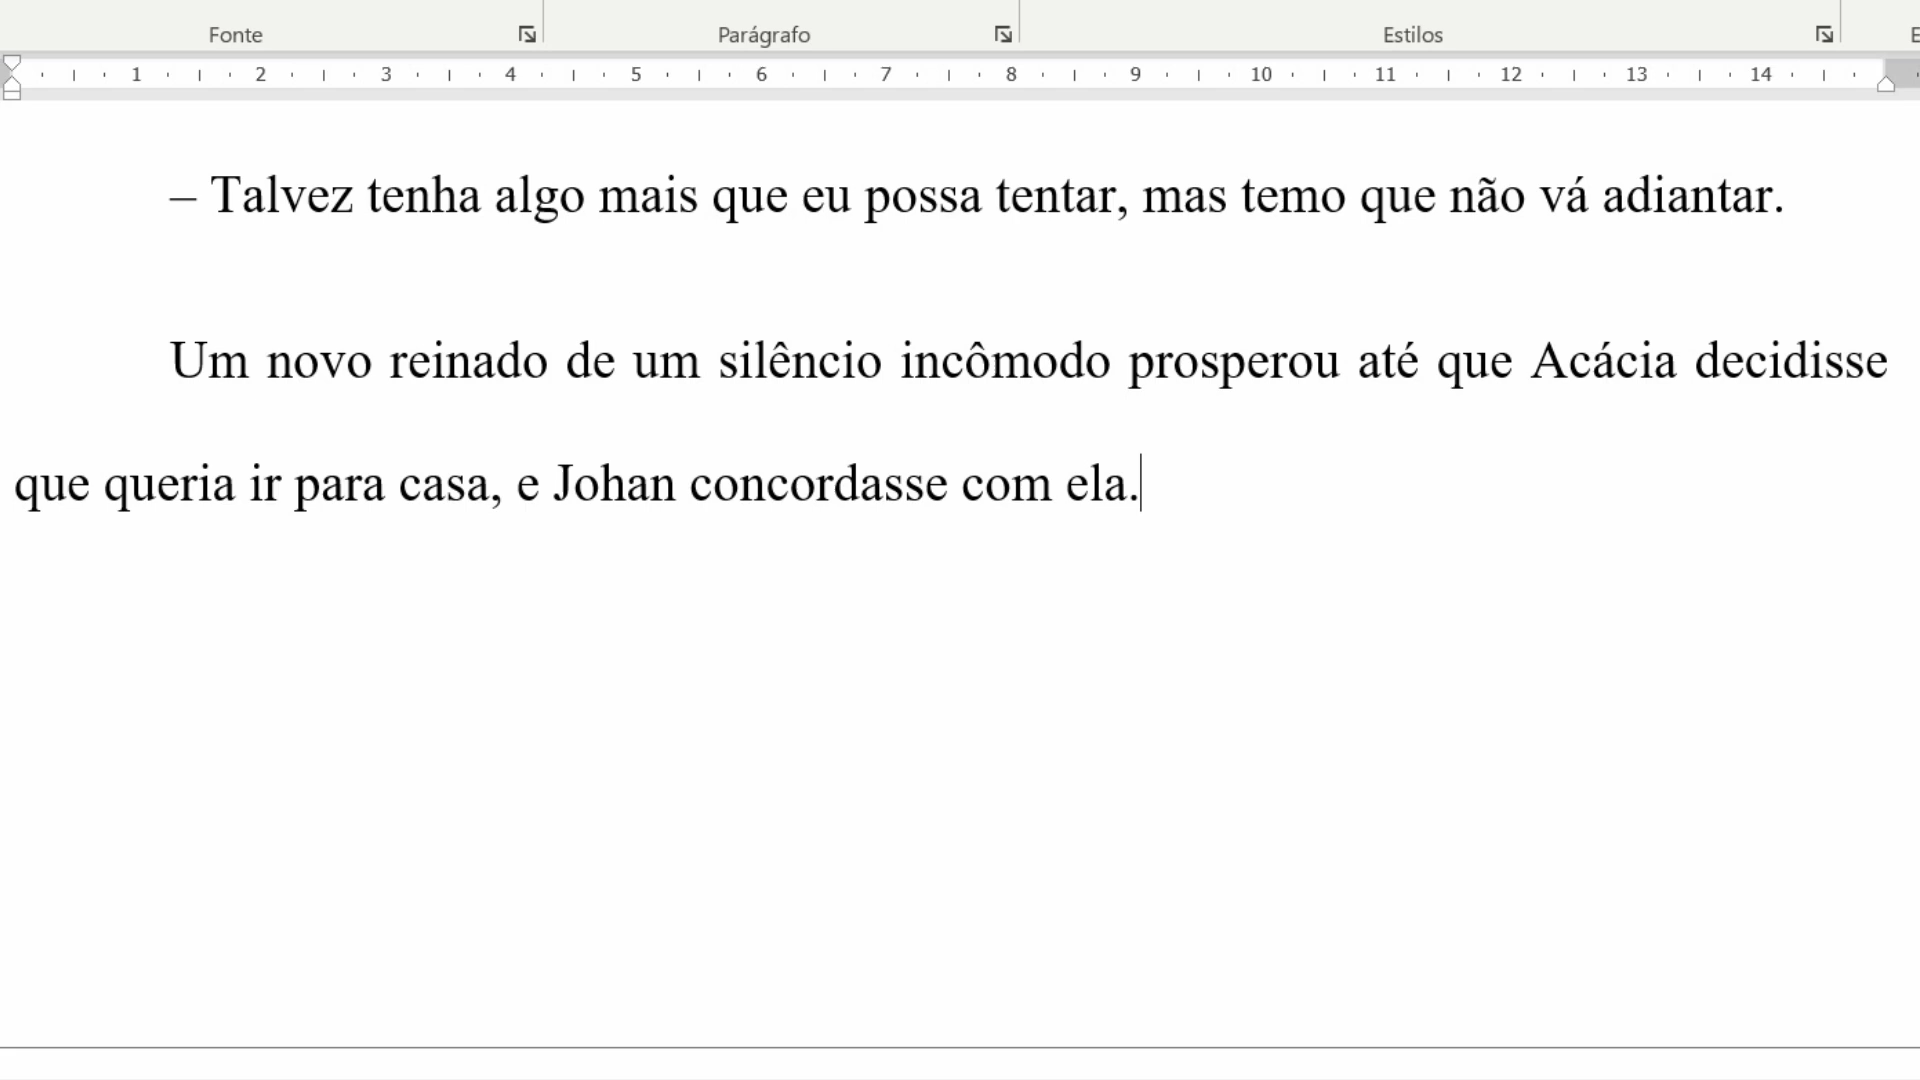 Fonte Parágrafo Estilos E
1 2 3 4 5 6 7 8 9 10 11 12 13 14
– Talvez tenha algo mais que eu possa tentar, mas temo que não vá adiantar.
Um novo reinado de um silêncio incômodo prosperou até que Acácia decidisse
que queria ir para casa, e Johan concordasse com ela.